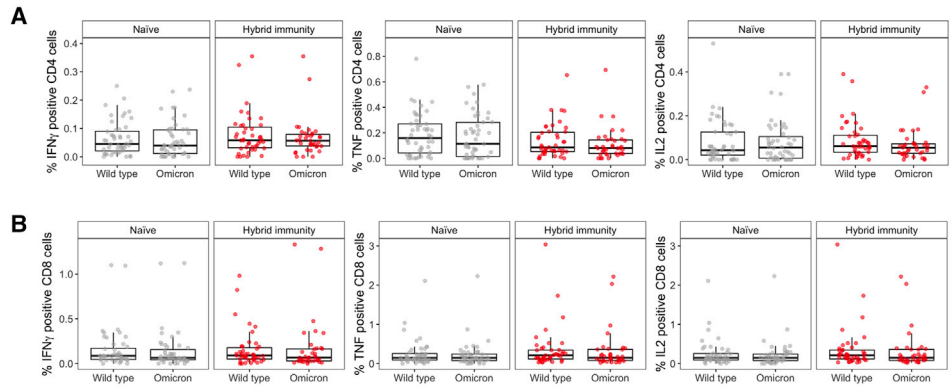 A
% IFNγ positive CD4 cells
Naïve
Hybrid immunity
0.4
0.3
0.2
0.1
0.0
Wild type
Omicron
Wild type
Omicron
% TNF positive CD4 cells
Naïve
Hybrid immunity
0.8
0.6
0.4
0.2
0.0
Wild type
Omicron
Wild type
Omicron
% IL2 positive CD4 cells
Naïve
Hybrid immunity
0.4
0.2
0.0
Wild type
Omicron
Wild type
Omicron
B
% IFNγ positive CD8 cells
Naïve
Hybrid immunity
1.0
0.5
0.0
Wild type
Omicron
Wild type
Omicron
% TNF positive CD8 cells
Naïve
Hybrid immunity
3
2
1
0
Wild type
Omicron
Wild type
Omicron
% IL2 positive CD8 cells
Naïve
Hybrid immunity
3
2
1
0
Wild type
Omicron
Wild type
Omicron